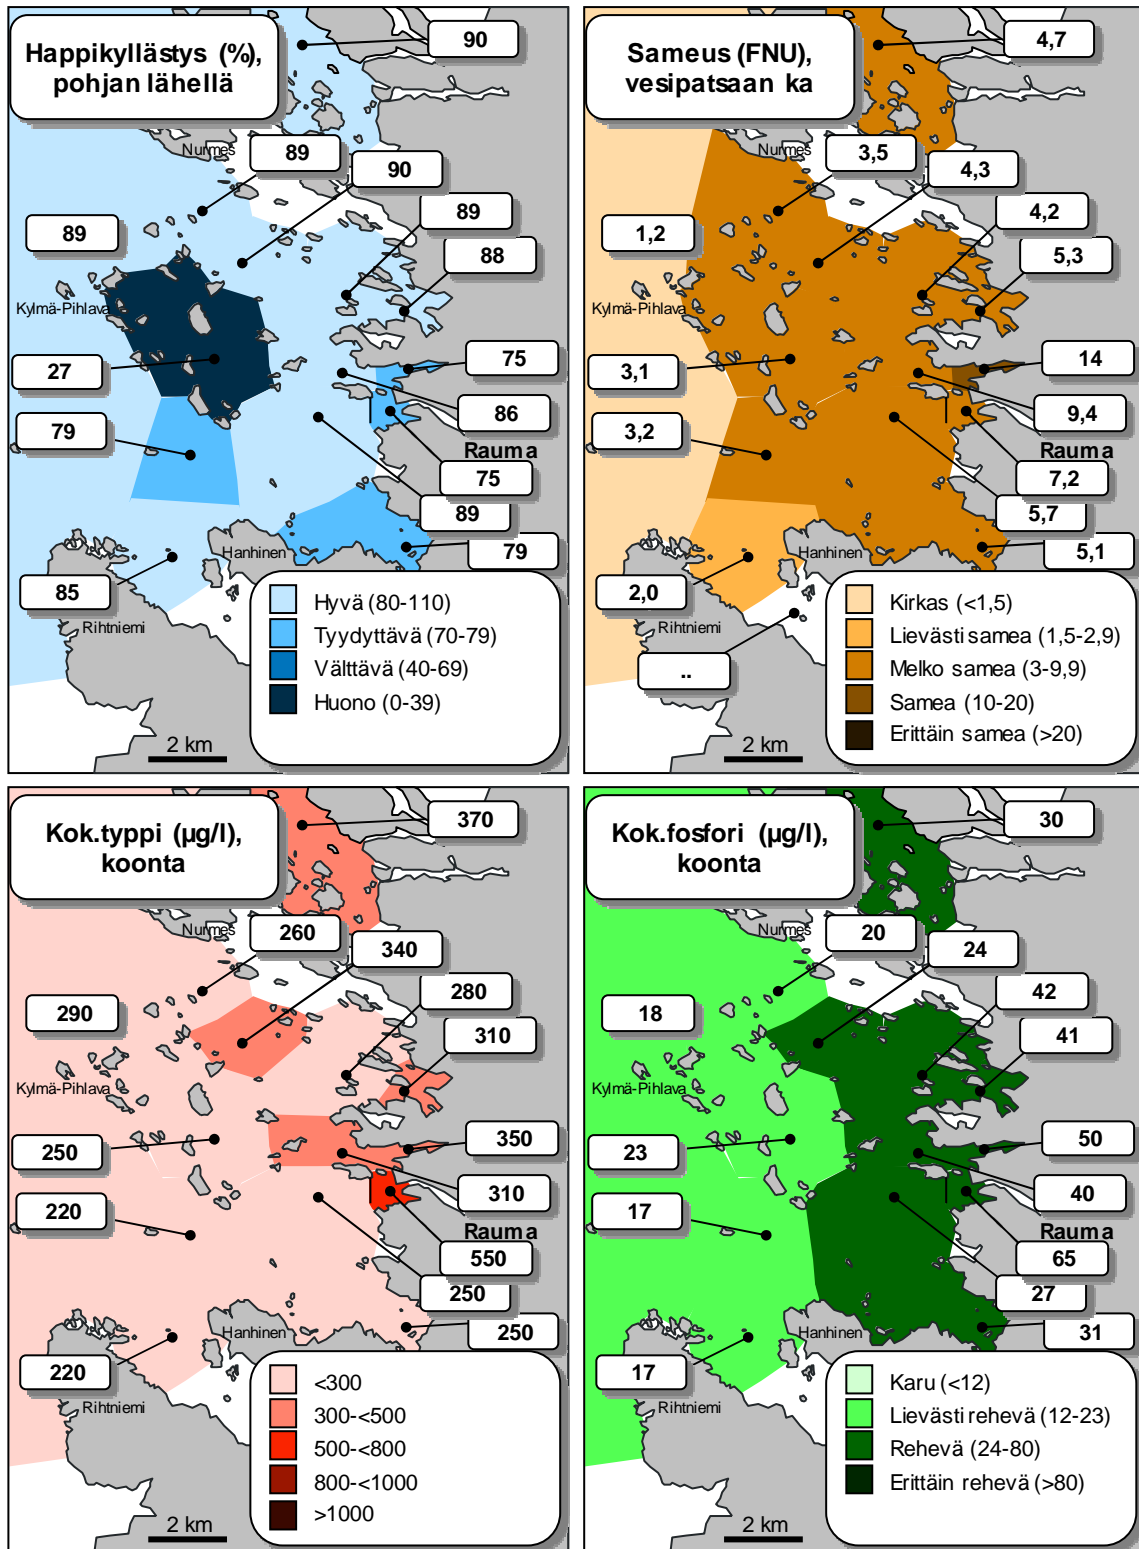 Happikyllästys (%),
pohjan lähellä
90
Nurmes
89
90
89
89
88
Kylmä-Pihlava
27
75
86
79
Rauma
75
89
Hanhinen
79
85
Rihtniemi
Hyvä (80-110)
Tyydyttävä (70-79)
Välttävä (40-69)
Huono (0-39)
2 km
Sameus (FNU),
vesipatsaan ka
4,7
Nurmes
3,5
4,3
4,2
1,2
5,3
Kylmä-Pihlava
3,1
14
9,4
3,2
Rauma
7,2
5,7
Hanhinen
5,1
2,0
Rihtniemi
..
Kirkas (<1,5)
Lievästi samea (1,5-2,9)
Melko samea (3-9,9)
Samea (10-20)
Erittäin samea (>20)
2 km
Kok.typpi (µg/l),
koonta
370
Nurmes
260
340
280
290
310
Kylmä-Pihlava
250
350
310
220
Rauma
550
250
Hanhinen
250
220
Rihtniemi
<300
300-<500
500-<800
800-<1000
>1000
2 km
Kok.fosfori (µg/l),
koonta
30
Nurmes
20
24
42
18
41
Kylmä-Pihlava
23
50
40
17
Rauma
65
27
Hanhinen
31
17
Rihtniemi
Karu (<12)
Lievästi rehevä (12-23)
Rehevä (24-80)
Erittäin rehevä (>80)
2 km